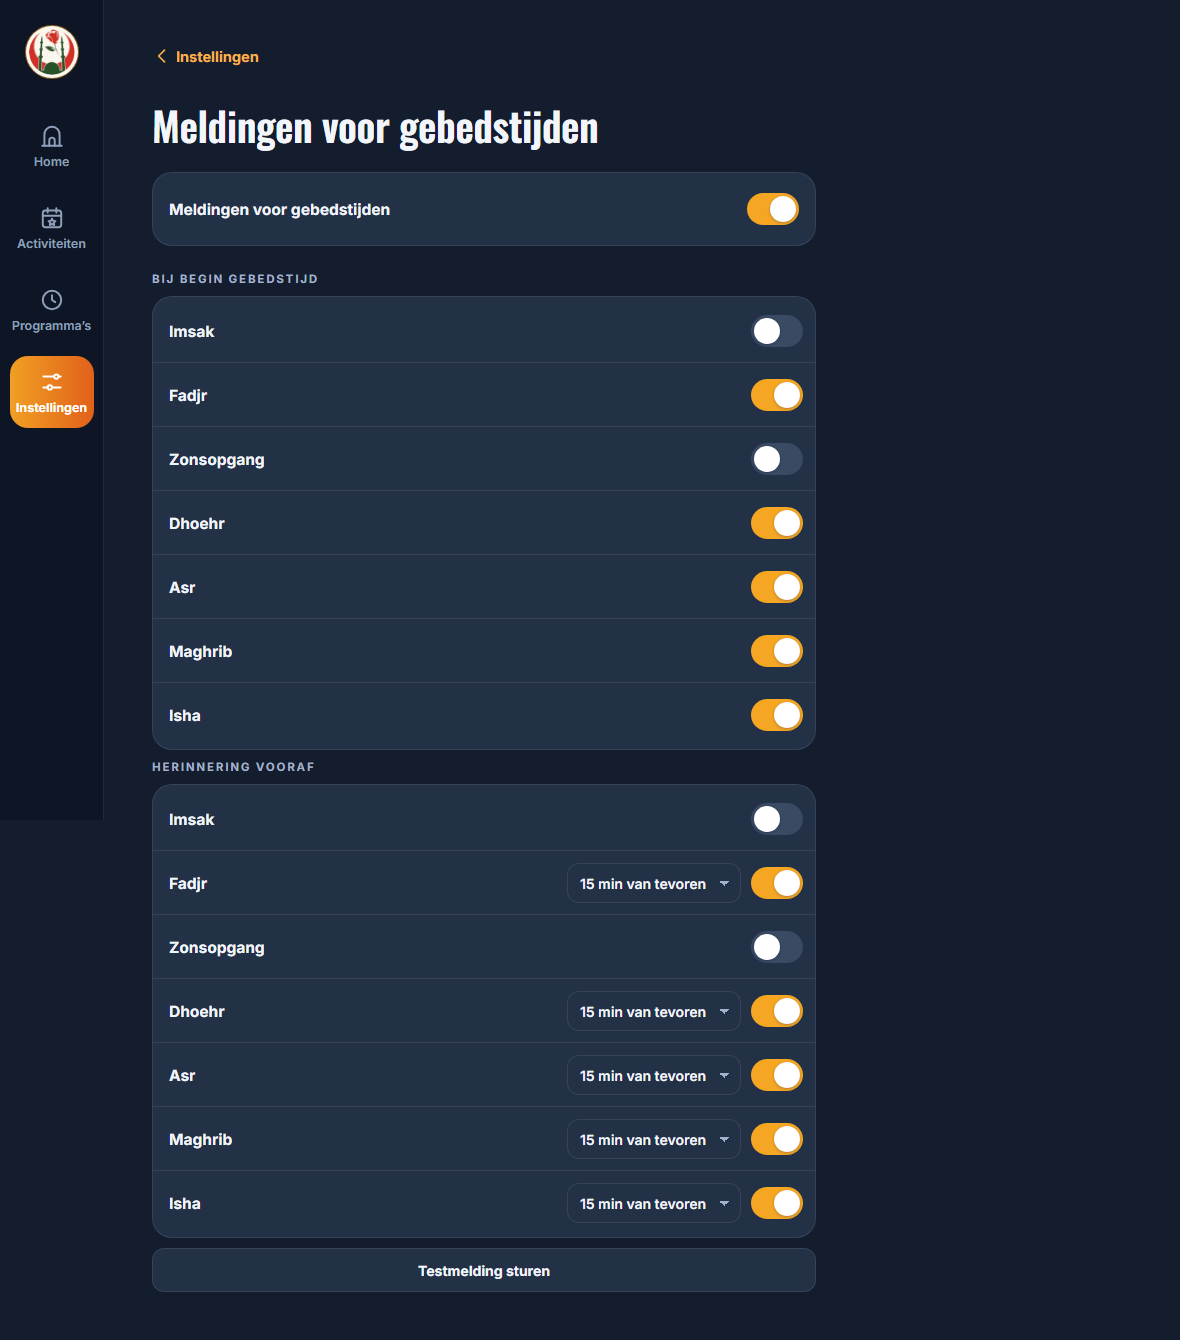 Instellingen
Meldingen voor gebedstijden
Meldingen voor gebedstijden
BIJ BEGIN GEBEDSTIJD
Imsak
Fadjr
Zonsopgang
Dhoehr
Asr
Maghrib
Isha
HERINNERING VOORAF
Imsak
Fadjr 15 min van tevoren
Zonsopgang
Dhoehr 15 min van tevoren
Asr 15 min van tevoren
Maghrib 15 min van tevoren
Isha 15 min van tevoren
Testmelding sturen
Home
Activiteiten
Programma's
Instellingen